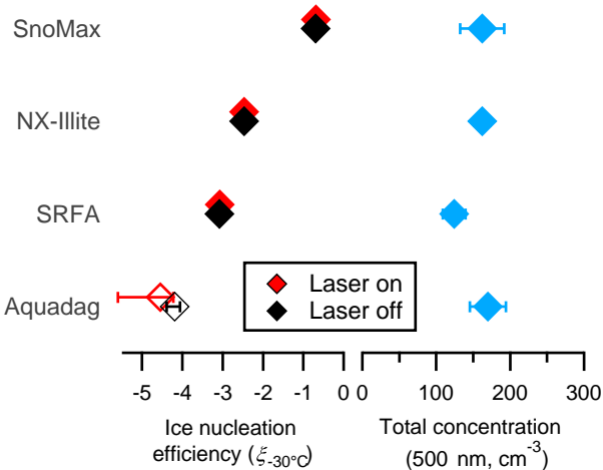 SnoMax
NX-Illite
SRFA
Aquadag
Laser on
Laser off
-5 -4 -3 -2 -1 0
0 100 200 300
Ice nucleation
efficiency (ξ-30°C)
Total concentration
(500 nm, cm-3)